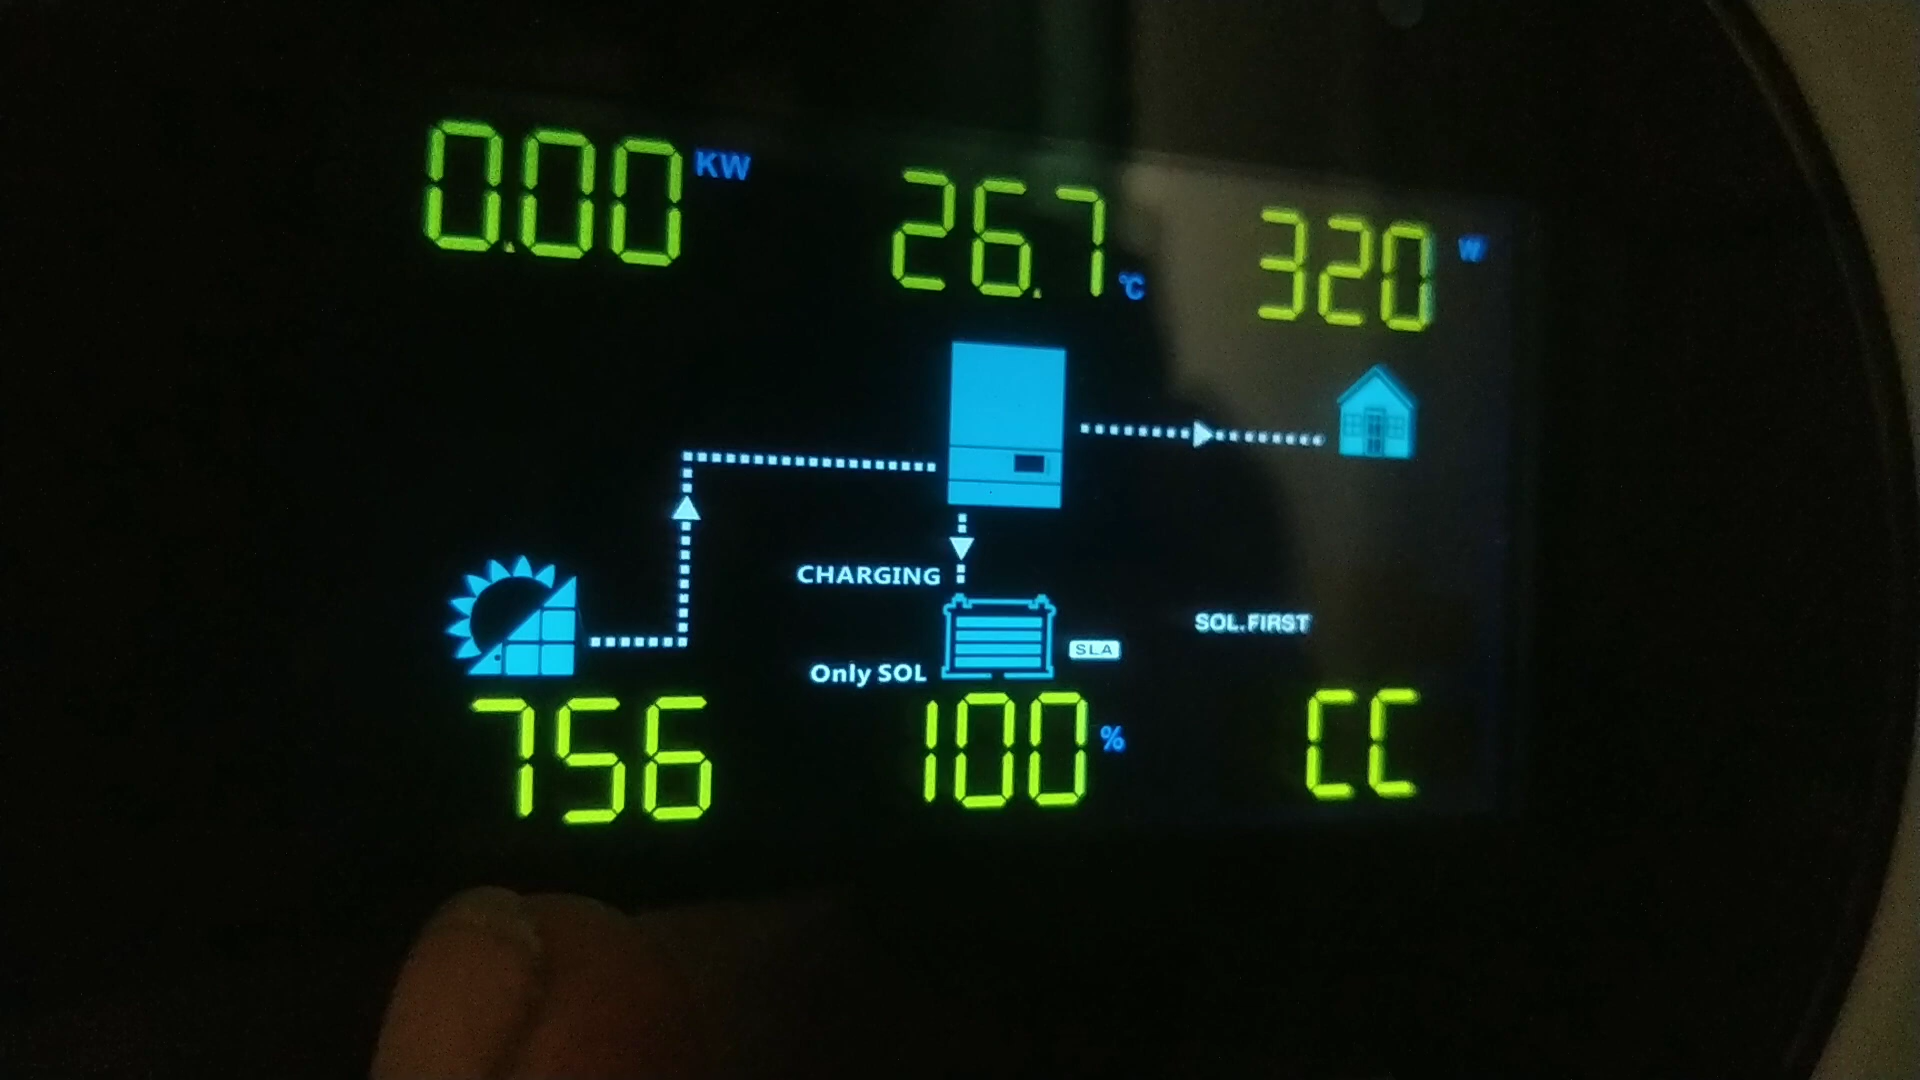 0.00 KW
26.7 °C
320 W
CHARGING
SOL.FIRST
SLA
Only SOL
756
100 %
CC